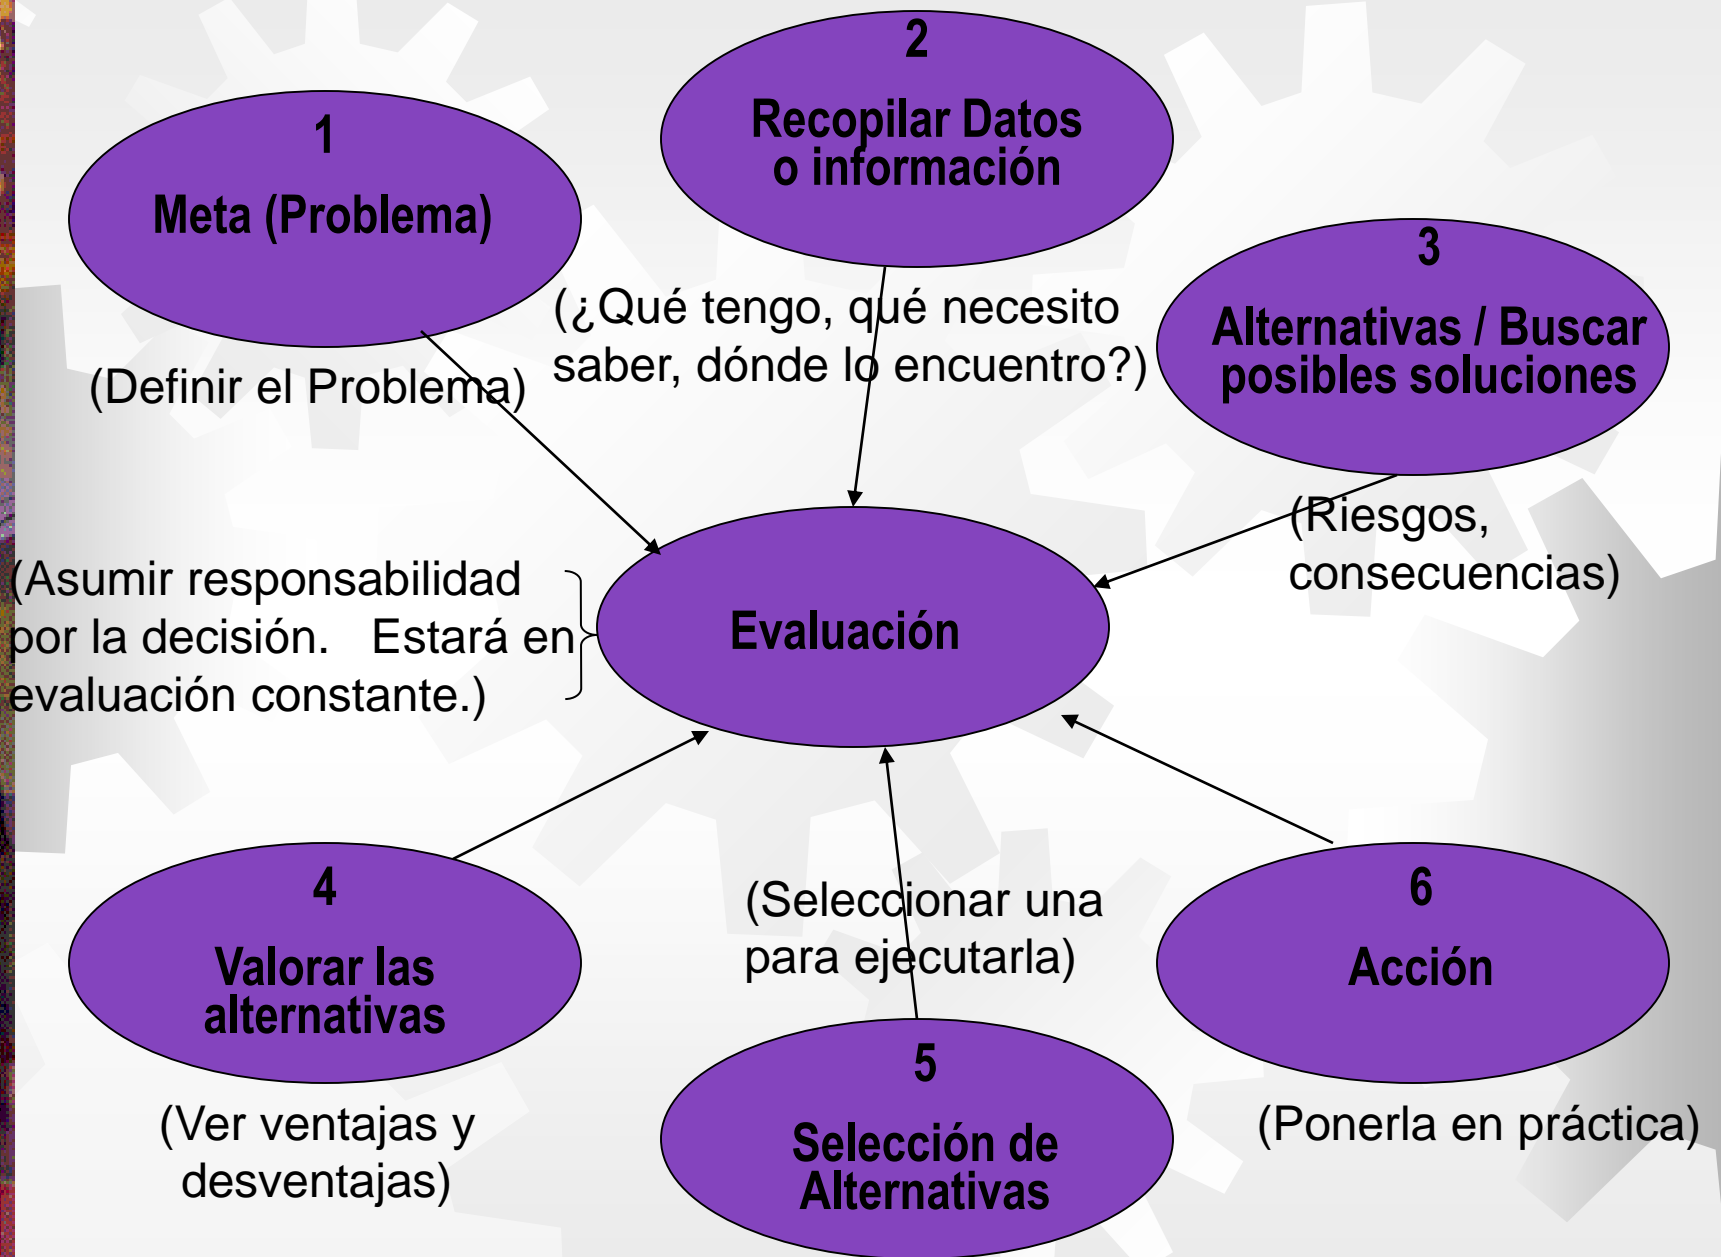 1
Meta (Problema)
(Definir el Problema)
2
Recopilar Datos
o información
(¿Qué tengo, qué necesito
saber, dónde lo encuentro?)
3
Alternativas / Buscar
posibles soluciones
(Riesgos,
consecuencias)
(Asumir responsabilidad
por la decisión.   Estará en
evaluación constante.)
Evaluación
4
Valorar las
alternativas
(Ver ventajas y
desventajas)
(Seleccionar una
para ejecutarla)
5
Selección de
Alternativas
6
Acción
(Ponerla en práctica)